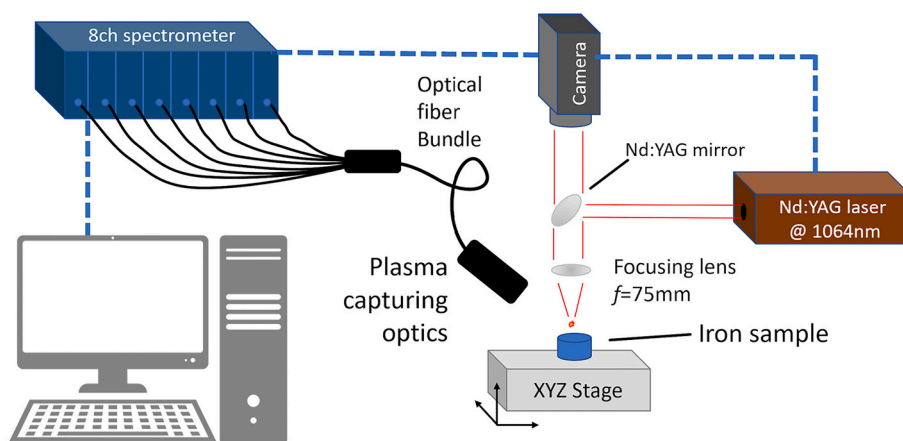 8ch spectrometer
Optical
fiber
Bundle
Camera
Nd:YAG mirror
Nd:YAG laser
@ 1064nm
Plasma
capturing
optics
Focusing lens
f=75mm
Iron sample
XYZ Stage